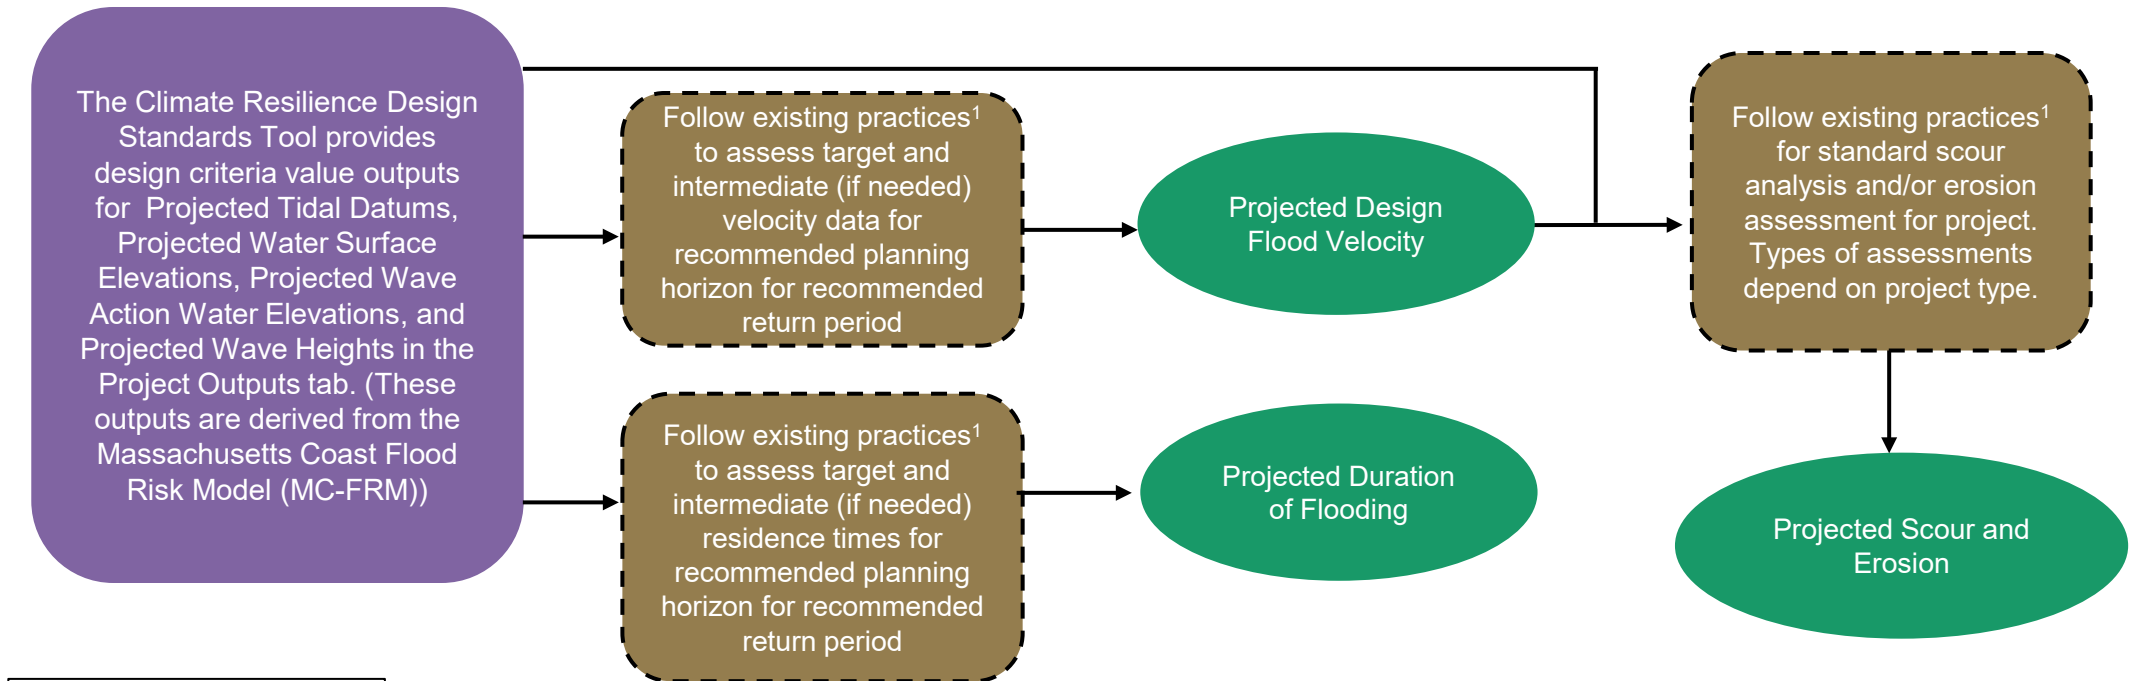 The Climate Resilience Design
Standards Tool provides
design criteria value outputs
for  Projected Tidal Datums,
Projected Water Surface
Elevations, Projected Wave
Action Water Elevations, and
Projected Wave Heights in the
Project Outputs tab. (These
outputs are derived from the
Massachusetts Coast Flood
Risk Model (MC-FRM))
Follow existing practices¹
to assess target and
intermediate (if needed)
velocity data for
recommended planning
horizon for recommended
return period
Projected Design
Flood Velocity
Follow existing practices¹
for standard scour
analysis and/or erosion
assessment for project.
Types of assessments
depend on project type.
Follow existing practices¹
to assess target and
intermediate (if needed)
residence times for
recommended planning
horizon for recommended
return period
Projected Duration
of Flooding
Projected Scour and
Erosion